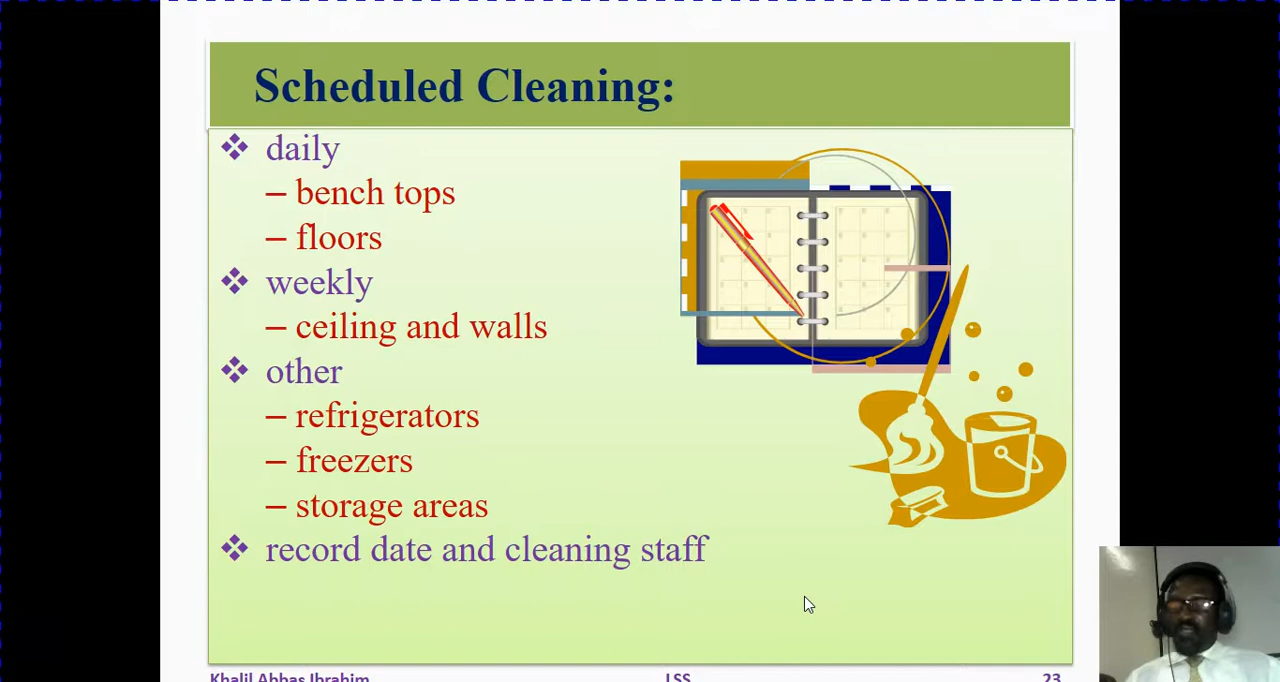 Scheduled Cleaning:
❖ daily
– bench tops
– floors
❖ weekly
– ceiling and walls
❖ other
– refrigerators
– freezers
– storage areas
❖ record date and cleaning staff
Khalil Abbas Ibrahim LSS 23